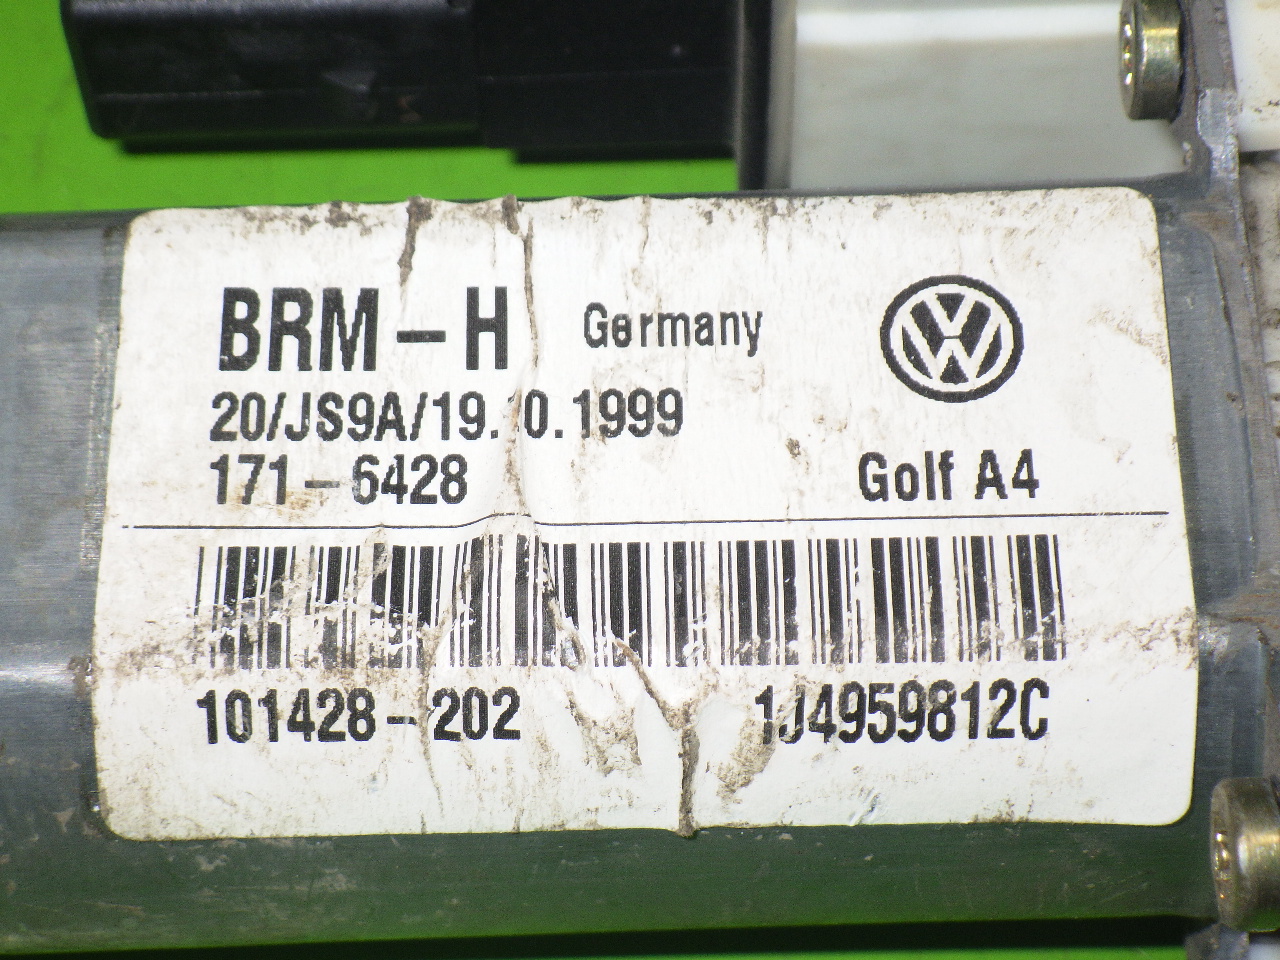 BRM-H Germany
20/JS9A/19.10.1999
171-6428
Golf A4
101428-202 1J4959812C